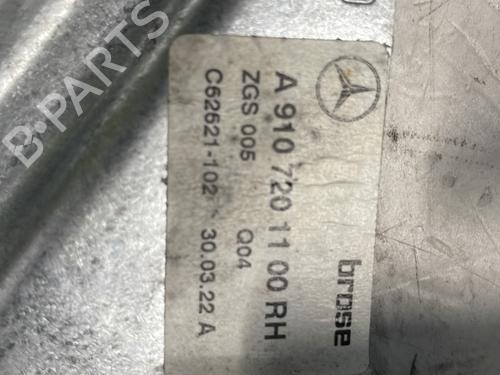 A 910 720 11 00 RH
ZGS 005 Q04
C62621-102 30.03.22 A
brose
B-PARTS